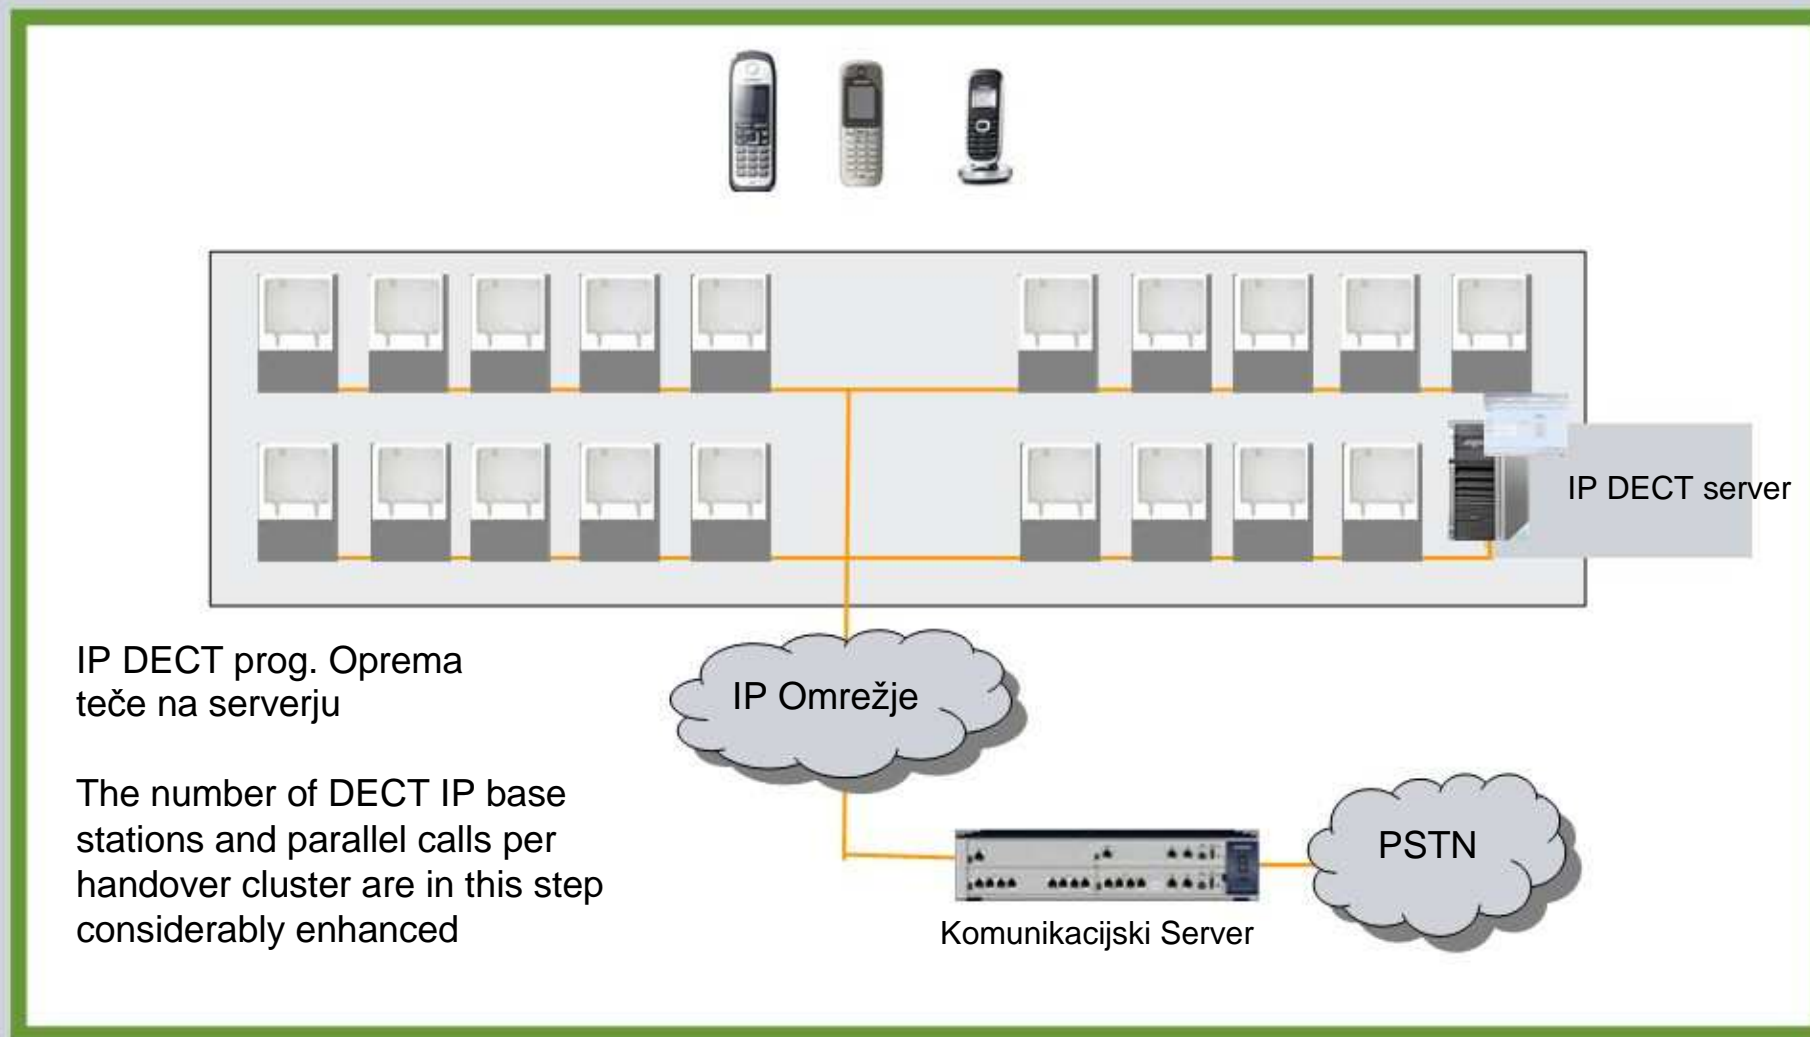 IP DECT server
IP DECT prog. Oprema
teče na serverju
IP Omrežje
The number of DECT IP base
stations and parallel calls per
handover cluster are in this step
considerably enhanced
PSTN
Komunikacijski Server